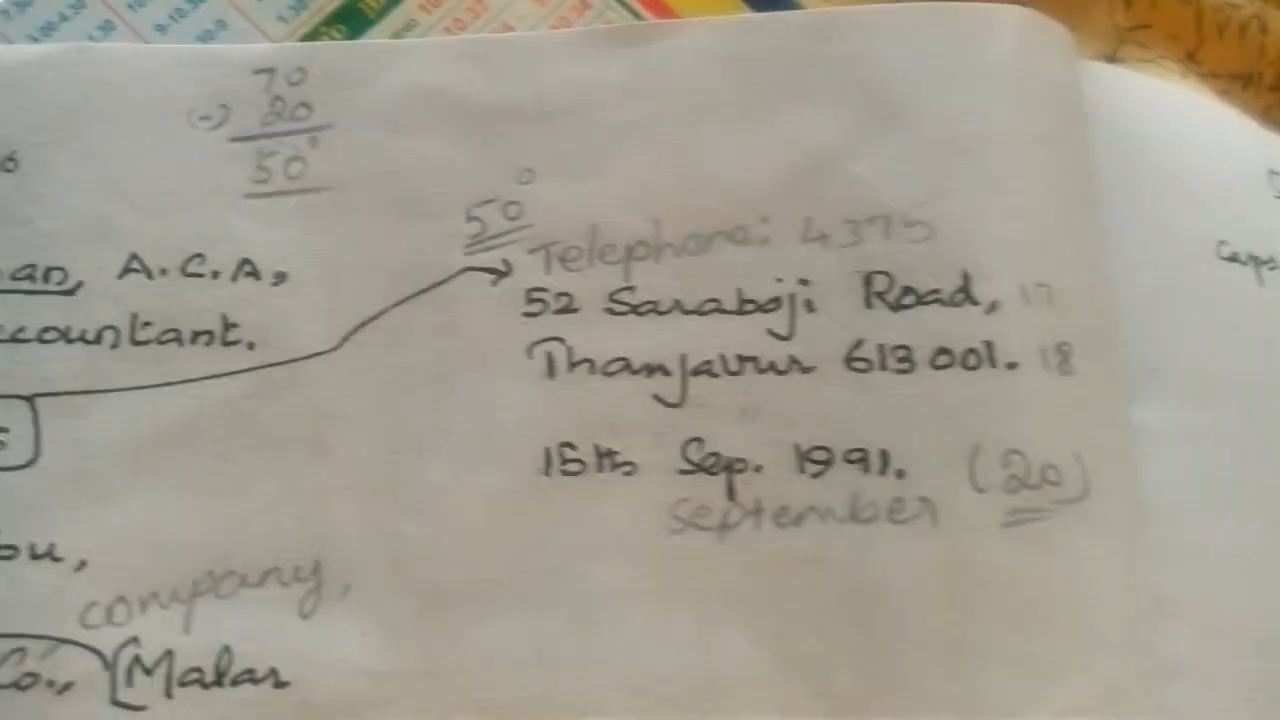 70
(-) 20
50°
50°
Telephone: 4375
an, A.C.A,
52 Saraboji Road, 17
ccountant.
Thanjavur 613 001. 18
15th Sep. 1991. (20)
September
bu,
company,
Co., [Malar